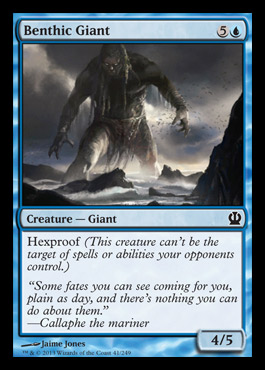 Benthic Giant 5
Creature — Giant
Hexproof (This creature can't be the
target of spells or abilities your opponents
control.)
"Some fates you can see coming for you,
plain as day, and there's nothing you can
do about them."
—Callaphe the mariner
4/5
Jaime Jones
™ & © 2013 Wizards of the Coast 41/249